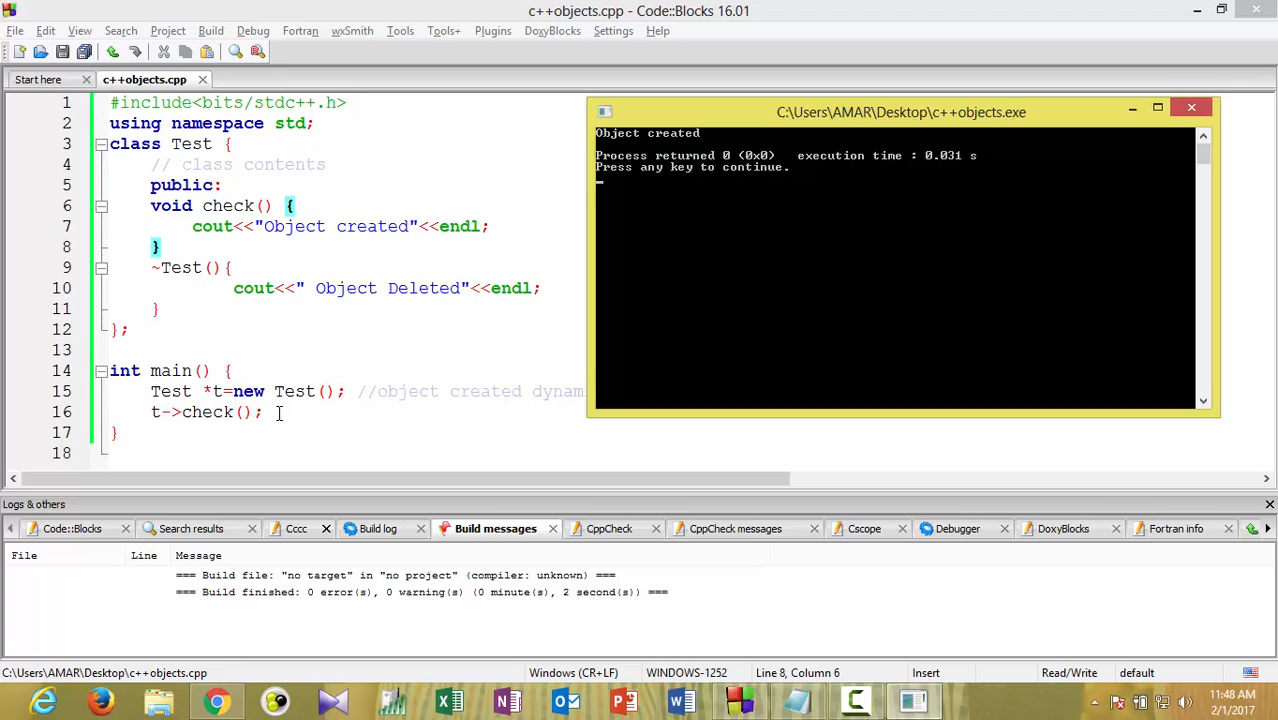 c++objects.cpp - Code::Blocks 16.01
File Edit View Search Project Build Debug Fortran wxSmith Tools Tools+ Plugins DoxyBlocks Settings Help
Start here c++objects.cpp
1 #include<bits/stdc++.h>
2 using namespace std;
3 class Test {
4 // class contents
5 public:
6 void check() {
7 cout<<"Object created"<<endl;
8 }
9 ~Test(){
10 cout<<" Object Deleted"<<endl;
11 }
12 };
13
14 int main() {
15 Test *t=new Test(); //object created dynam
16 t->check();
17 }
18
C:\Users\AMAR\Desktop\c++objects.exe
Object created
Process returned 0 (0x0) execution time : 0.031 s
Press any key to continue.
Logs & others
Code::Blocks Search results Cccc Build log Build messages CppCheck CppCheck messages Cscope Debugger DoxyBlocks Fortran info
File Line Message
=== Build file: "no target" in "no project" (compiler: unknown) ===
=== Build finished: 0 error(s), 0 warning(s) (0 minute(s), 2 second(s)) ===
C:\Users\AMAR\Desktop\c++objects.cpp Windows (CR+LF) WINDOWS-1252 Line 8, Column 6 Insert Read/Write default
11:48 AM
2/1/2017